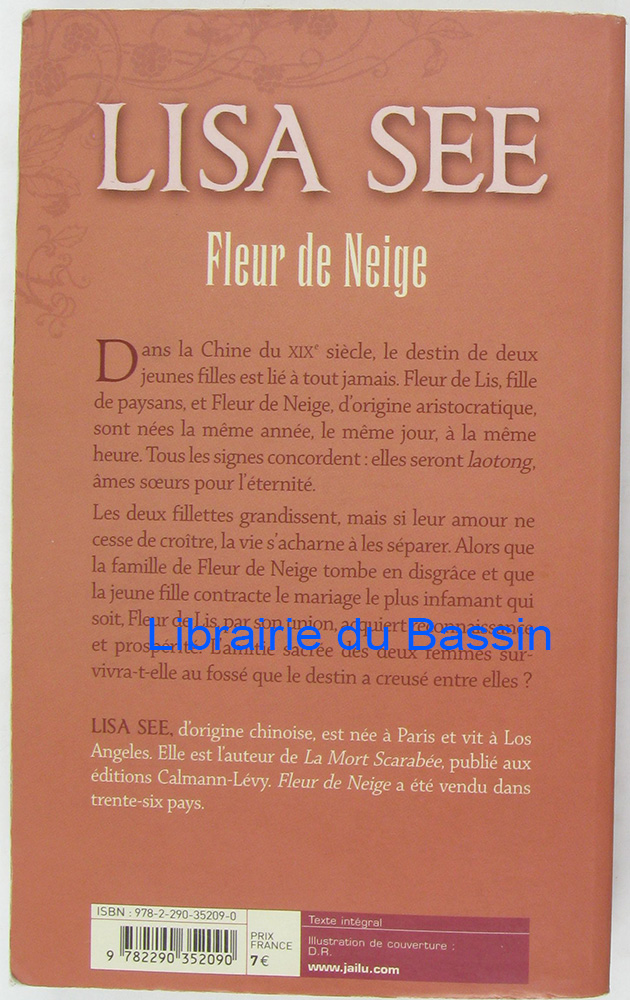 LISA SEE
Fleur de Neige
Dans la Chine du XIXe siècle, le destin de deux
jeunes filles est lié à tout jamais. Fleur de Lis, fille
de paysans, et Fleur de Neige, d'origine aristocratique,
sont nées la même année, le même jour, à la même
heure. Tous les signes concordent : elles seront laotong,
âmes sœurs pour l'éternité.
Les deux fillettes grandissent, mais si leur amour ne
cesse de croître, la vie s'acharne à les séparer. Alors que
la famille de Fleur de Neige tombe en disgrâce et que
la jeune fille contracte le mariage le plus infamant qui
soit, Fleur de Lis, par son union, acquiert reconnaissance
Librairie du Bassin
et prospérité. L'amitié sacrée des deux femmes sur-
vivra-t-elle au fossé que le destin a creusé entre elles ?
LISA SEE, d'origine chinoise, est née à Paris et vit à Los
Angeles. Elle est l'auteur de La Mort Scarabée, publié aux
éditions Calmann-Lévy. Fleur de Neige a été vendu dans
trente-six pays.
ISBN : 978-2-290-35209-0
9 782290 352090
PRIX
FRANCE
7 €
Texte intégral
Illustration de couverture :
D.R.
www.jailu.com